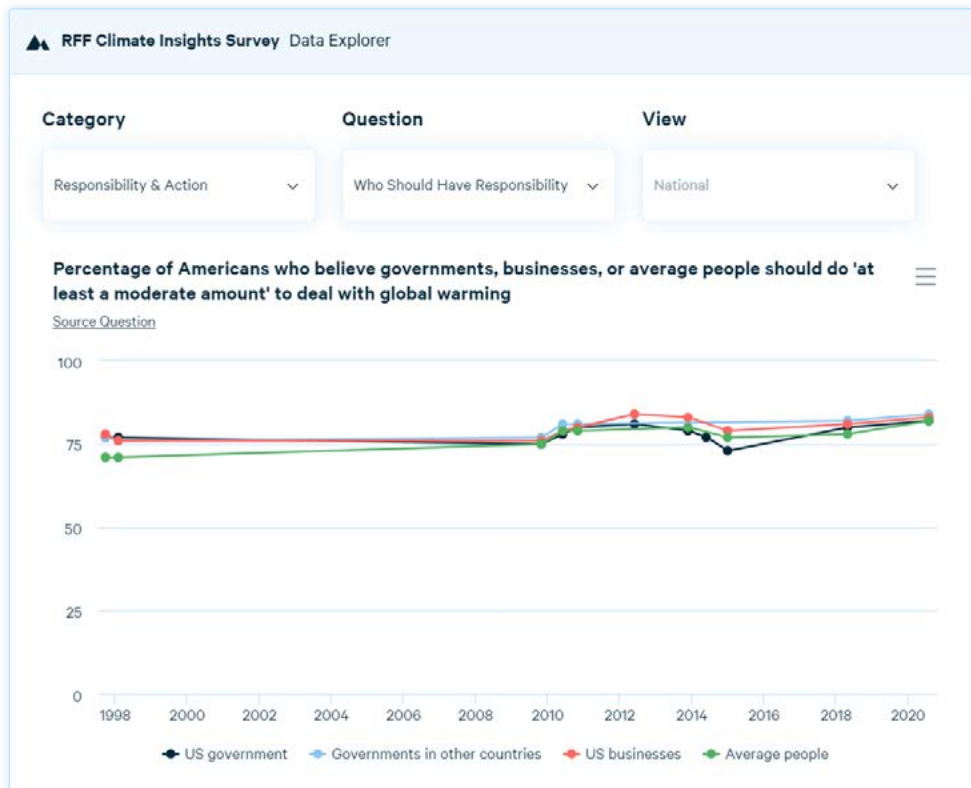 RFF Climate Insights Survey Data Explorer
Category Question View
Responsibility & Action Who Should Have Responsibility National
Percentage of Americans who believe governments, businesses, or average people should do 'at
least a moderate amount' to deal with global warming
Source Question
100
75
50
25
0
1998 2000 2002 2004 2006 2008 2010 2012 2014 2016 2018 2020
US government Governments in other countries US businesses Average people